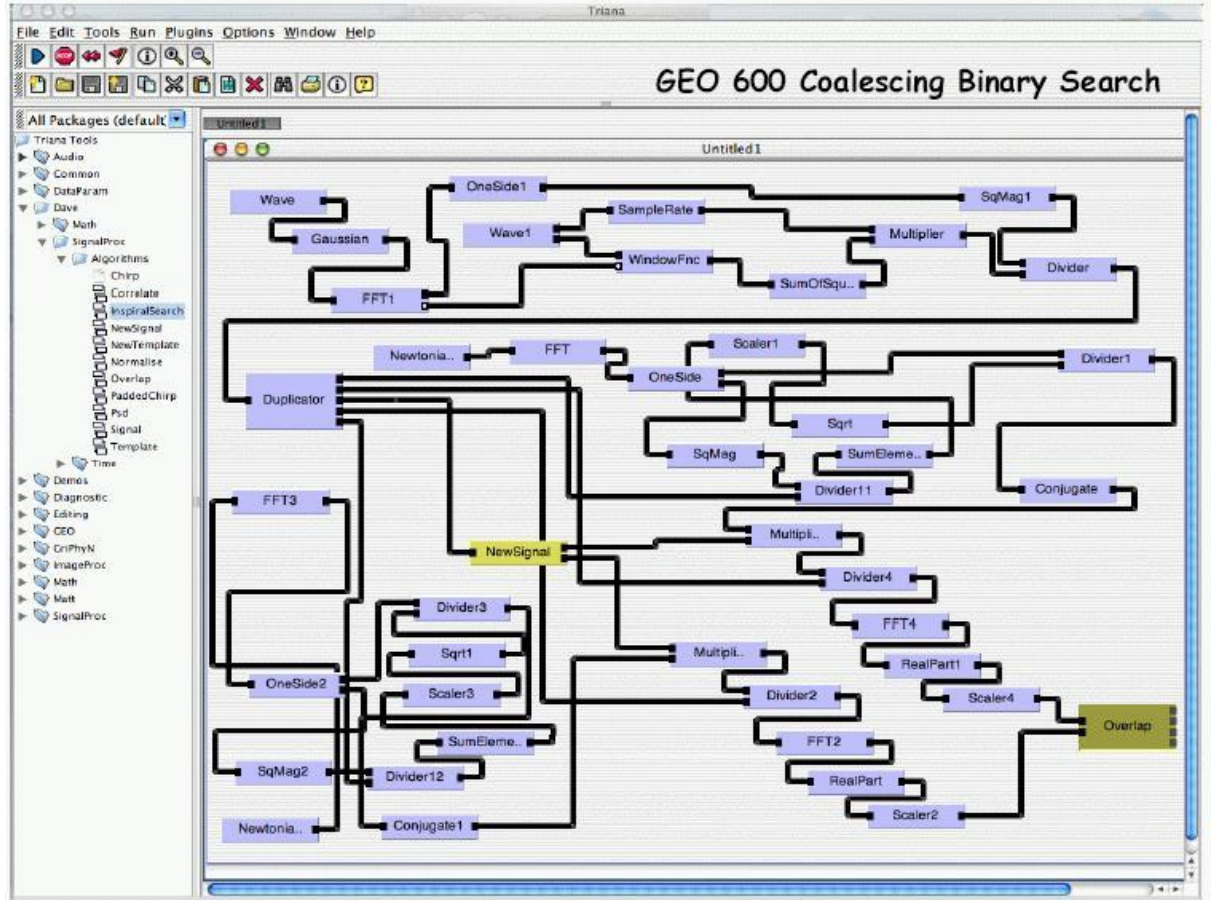 Triana
File Edit Tools Run Plugins Options Window Help
STOP
GEO 600 Coalescing Binary Search
All Packages (default
Untitled1
Triana Tools
Audio
Common
DataParam
Dave
Math
SignalProc
Algorithms
Chirp
Correlate
InspiralSearch
NewSignal
NewTemplate
Normalise
Overlap
PaddedChirp
Psd
Signal
Template
Time
Demos
Diagnostic
Editing
GEO
GriPhyN
ImageProc
Math
Matt
SignalProc
Untitled1
Wave
OneSide1
SqMag1
SampleRate
Gaussian
Wave1
Multiplier
WindowFnc
Divider
FFT1
SumOfSqu..
Newtonia..
FFT
Scaler1
Divider1
OneSide
Duplicator
Sqrt
SqMag
SumEleme..
Divider11
Conjugate
FFT3
Multipli..
NewSignal
Divider4
Divider3
FFT4
Sqrt1
Multipli..
RealPart1
OneSide2
Scaler3
Divider2
Scaler4
Overlap
SumEleme..
FFT2
SqMag2
Divider12
RealPart
Newtonia..
Conjugate1
Scaler2